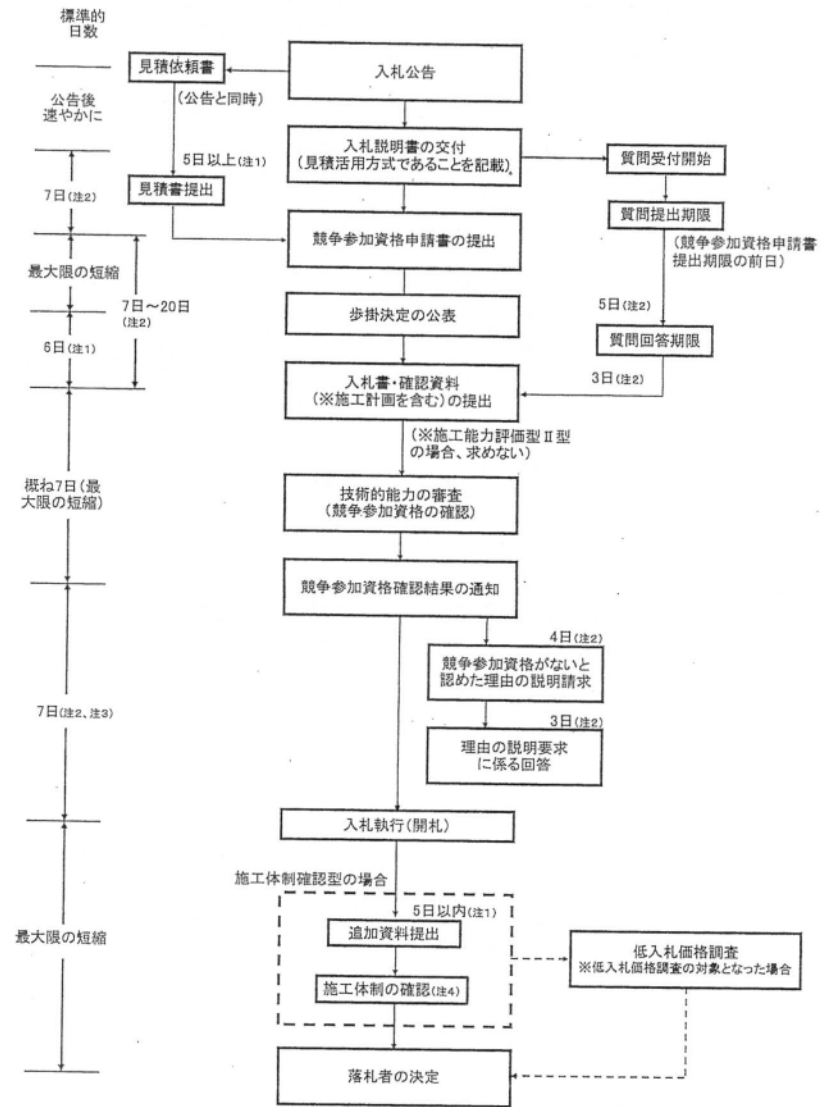 標準的
日数
見積依頼書
入札公告
(公告と同時)
公告後
速やかに
入札説明書の交付
(見積活用方式であることを記載)
質問受付開始
5日以上(注1)
見積書提出
7日(注2)
質問提出期限
競争参加資格申請書の提出
(競争参加資格申請書
提出期限の前日)
最大限の短縮
7日～20日
(注2)
5日(注2)
歩掛決定の公表
質問回答期限
6日(注1)
3日(注2)
入札書・確認資料
(※施工計画を含む)の提出
(※施工能力評価型Ⅱ型
の場合、求めない)
概ね7日(最
大限の短縮)
技術的能力の審査
(競争参加資格の確認)
競争参加資格確認結果の通知
4日(注2)
競争参加資格がないと
認めた理由の説明請求
7日(注2、注3)
3日(注2)
理由の説明要求
に係る回答
入札執行(開札)
施工体制確認型の場合
5日以内(注1)
追加資料提出
最大限の短縮
低入札価格調査
※低入札価格調査の対象となった場合
施工体制の確認(注4)
落札者の決定